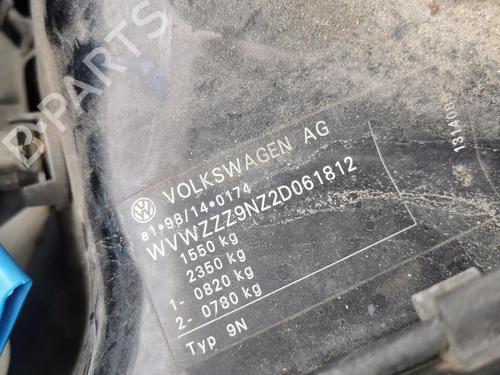 VOLKSWAGEN AG
e1*98/14*0174
WVWZZZ9NZ2D061812
1550 kg
2350 kg
1- 0820 kg
2- 0780 kg
Typ 9N